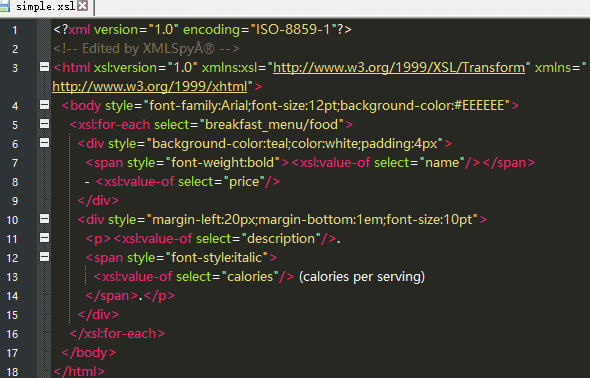 simple.xsl
1 <?xml version="1.0" encoding="ISO-8859-1"?>
2 <!-- Edited by XMLSpyÂ® -->
3 <html xsl:version="1.0" xmlns:xsl="http://www.w3.org/1999/XSL/Transform" xmlns="
http://www.w3.org/1999/xhtml">
4 <body style="font-family:Arial;font-size:12pt;background-color:#EEEEEE">
5 <xsl:for-each select="breakfast_menu/food">
6 <div style="background-color:teal;color:white;padding:4px">
7 <span style="font-weight:bold"><xsl:value-of select="name"/></span>
8 - <xsl:value-of select="price"/>
9 </div>
10 <div style="margin-left:20px;margin-bottom:1em;font-size:10pt">
11 <p><xsl:value-of select="description"/>.
12 <span style="font-style:italic">
13 <xsl:value-of select="calories"/> (calories per serving)
14 </span>.</p>
15 </div>
16 </xsl:for-each>
17 </body>
18 </html>